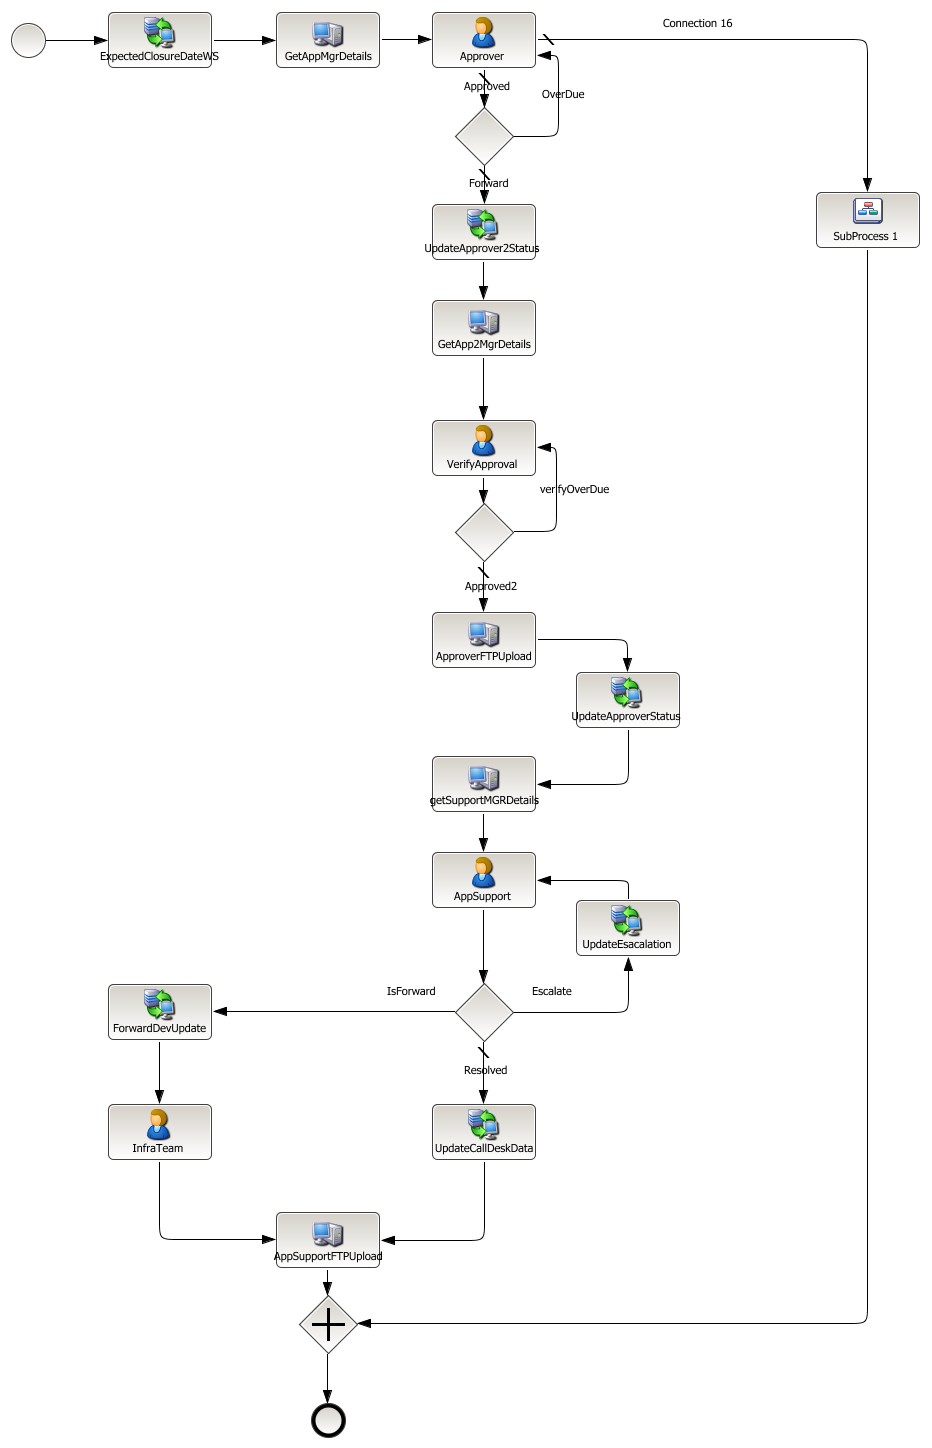 Connection 16
ExpectedClosureDateWS
GetAppMgrDetails
Approver
Approved
OverDue
Forward
SubProcess 1
UpdateApprover2Status
GetApp2MgrDetails
VerifyApproval
verifyOverDue
Approved2
ApproverFTPUpload
UpdateApproverStatus
getSupportMGRDetails
AppSupport
UpdateEsacalation
IsForward
Escalate
ForwardDevUpdate
Resolved
InfraTeam
UpdateCallDeskData
AppSupportFTPUpload